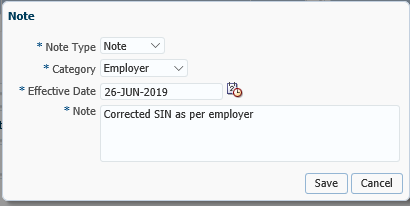 Note
* Note Type Note
* Category Employer
* Effective Date 26-JUN-2019
* Note Corrected SIN as per employer
Save Cancel